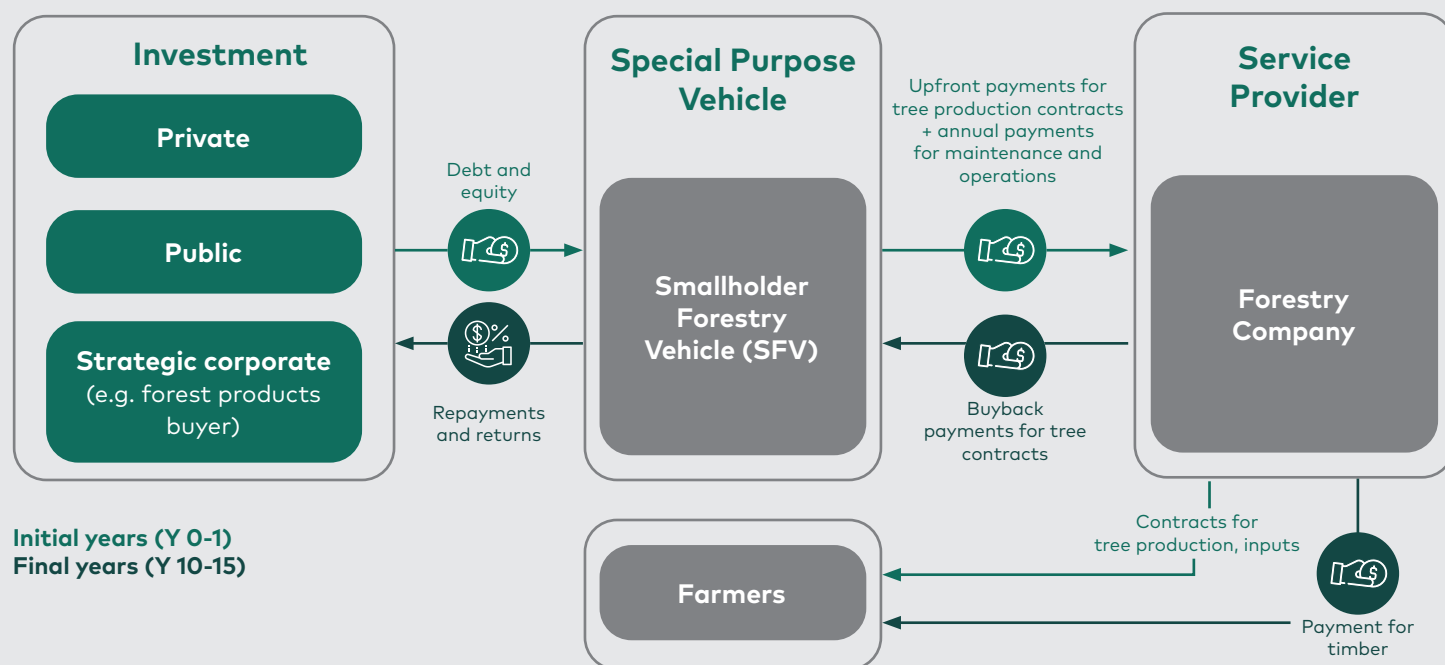 Investment
Private
Public
Strategic corporate
(e.g. forest products
buyer)
Debt and
equity
Repayments
and returns
Special Purpose
Vehicle
Smallholder
Forestry
Vehicle (SFV)
Upfront payments for
tree production contracts
+ annual payments
for maintenance and
operations
Buyback
payments for tree
contracts
Service
Provider
Forestry
Company
Initial years (Y 0-1)
Final years (Y 10-15)
Farmers
Contracts for
tree production, inputs
Payment for
timber